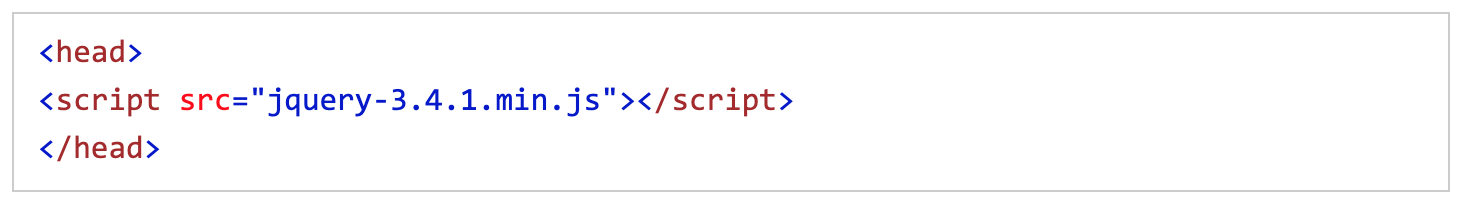 <head>
<script src="jquery-3.4.1.min.js"></script>
</head>